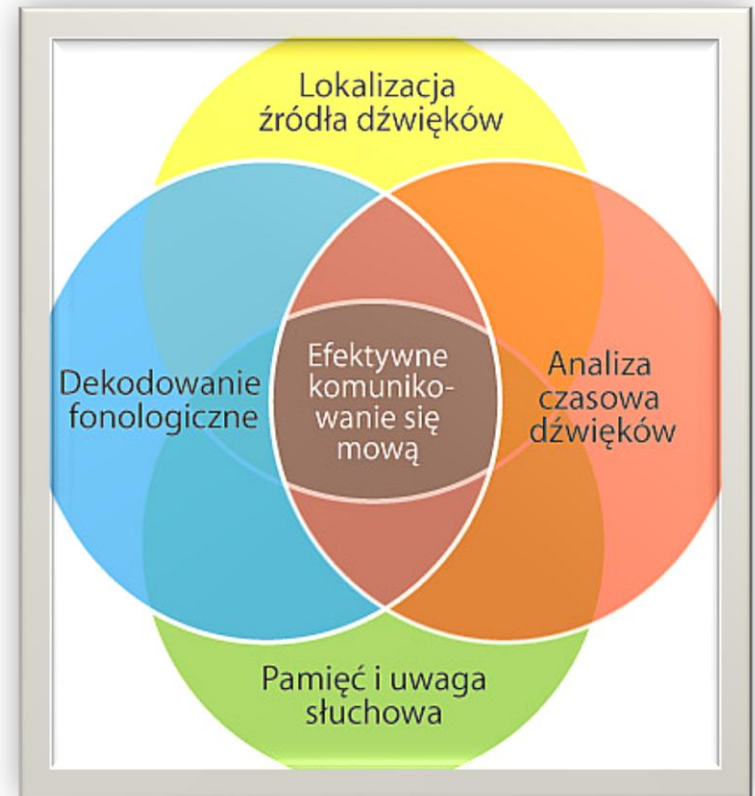 Lokalizacja
źródła dźwięków
Dekodowanie
fonologiczne
Efektywne
komuniko-
wanie się
mową
Analiza
czasowa
dźwięków
Pamięć i uwaga
słuchowa